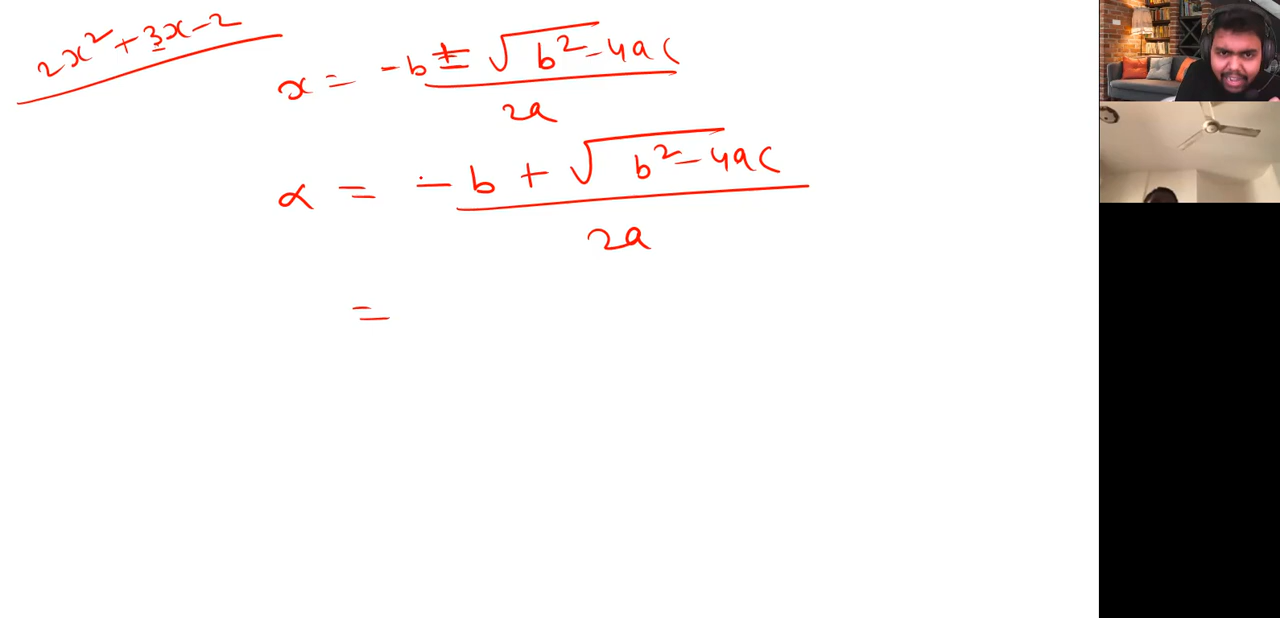 2x² + 3x - 2
x = -b ± √b² - 4ac
2a
α = -b + √b² - 4ac
2a
=